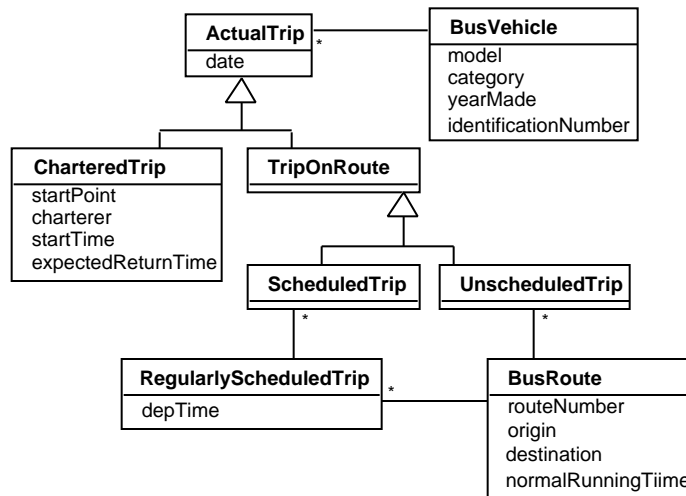 ActualTrip
date
*
BusVehicle
model
category
yearMade
identificationNumber
CharteredTrip
startPoint
charterer
startTime
expectedReturnTime
TripOnRoute
ScheduledTrip
*
UnscheduledTrip
*
RegularlyScheduledTrip
depTime
*
BusRoute
routeNumber
origin
destination
normalRunningTiime